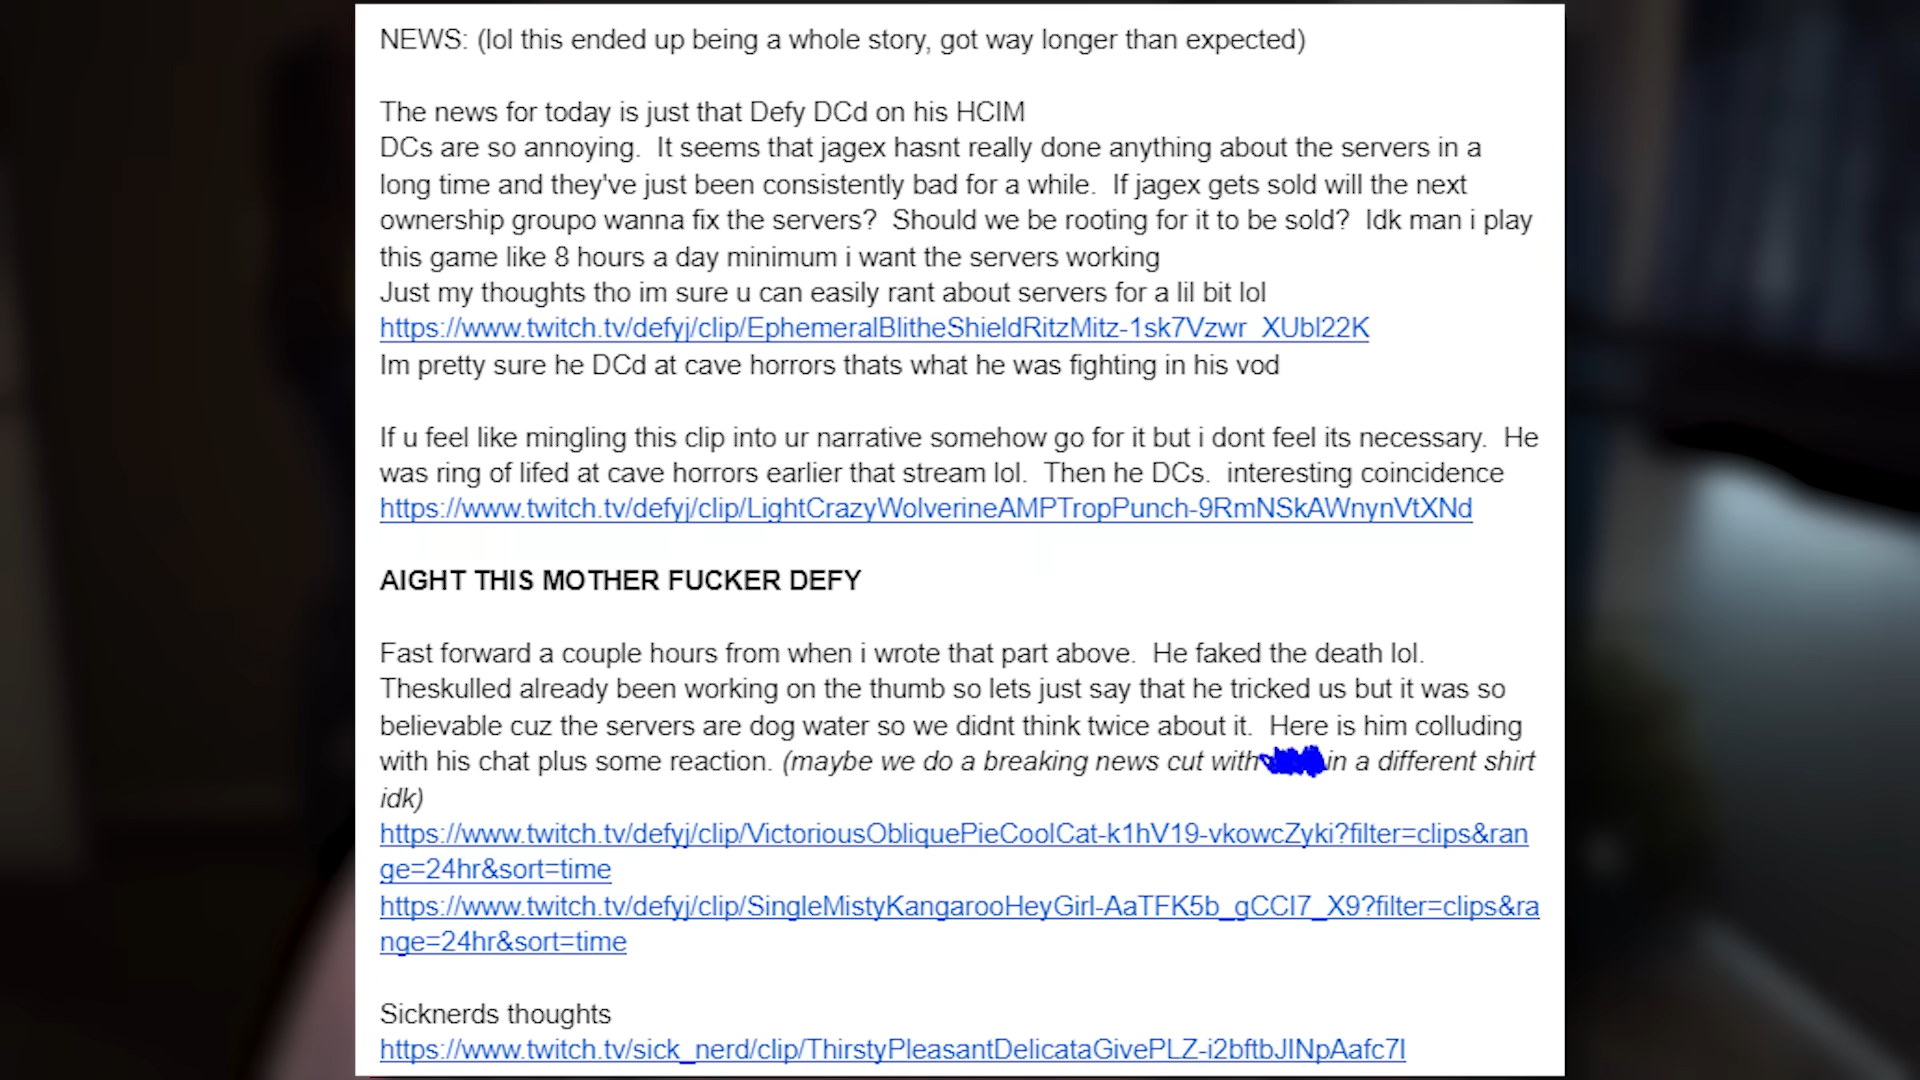 NEWS: (lol this ended up being a whole story, got way longer than expected)
The news for today is just that Defy DCd on his HCIM
DCs are so annoying.  It seems that jagex hasnt really done anything about the servers in a
long time and they've just been consistently bad for a while.  If jagex gets sold will the next
ownership groupo wanna fix the servers?  Should we be rooting for it to be sold?  Idk man i play
this game like 8 hours a day minimum i want the servers working
Just my thoughts tho im sure u can easily rant about servers for a lil bit lol
https://www.twitch.tv/defyj/clip/EphemeralBlitheShieldRitzMitz-1sk7Vzwr_XUbl22K
Im pretty sure he DCd at cave horrors thats what he was fighting in his vod
If u feel like mingling this clip into ur narrative somehow go for it but i dont feel its necessary.  He
was ring of lifed at cave horrors earlier that stream lol.  Then he DCs.  interesting coincidence
https://www.twitch.tv/defyj/clip/LightCrazyWolverineAMPTropPunch-9RmNSkAWnynVtXNd
AIGHT THIS MOTHER FUCKER DEFY
Fast forward a couple hours from when i wrote that part above.  He faked the death lol.
Theskulled already been working on the thumb so lets just say that he tricked us but it was so
believable cuz the servers are dog water so we didnt think twice about it.  Here is him colluding
with his chat plus some reaction. (maybe we do a breaking news cut with in a different shirt
idk)
https://www.twitch.tv/defyj/clip/VictoriousObliquePieCoolCat-k1hV19-vkowcZyki?filter=clips&ran
ge=24hr&sort=time
https://www.twitch.tv/defyj/clip/SingleMistyKangarooHeyGirl-AaTFK5b_gCCI7_X9?filter=clips&ra
nge=24hr&sort=time
Sicknerds thoughts
https://www.twitch.tv/sick_nerd/clip/ThirstyPleasantDelicataGivePLZ-i2bftbJINpAafc7I